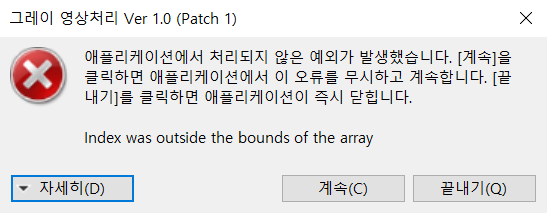 그레이 영상처리 Ver 1.0 (Patch 1)
애플리케이션에서 처리되지 않은 예외가 발생했습니다. [계속]을
클릭하면 애플리케이션에서 이 오류를 무시하고 계속합니다. [끝
내기]를 클릭하면 애플리케이션이 즉시 닫힙니다.
Index was outside the bounds of the array
자세히(D)
계속(C)
끝내기(Q)